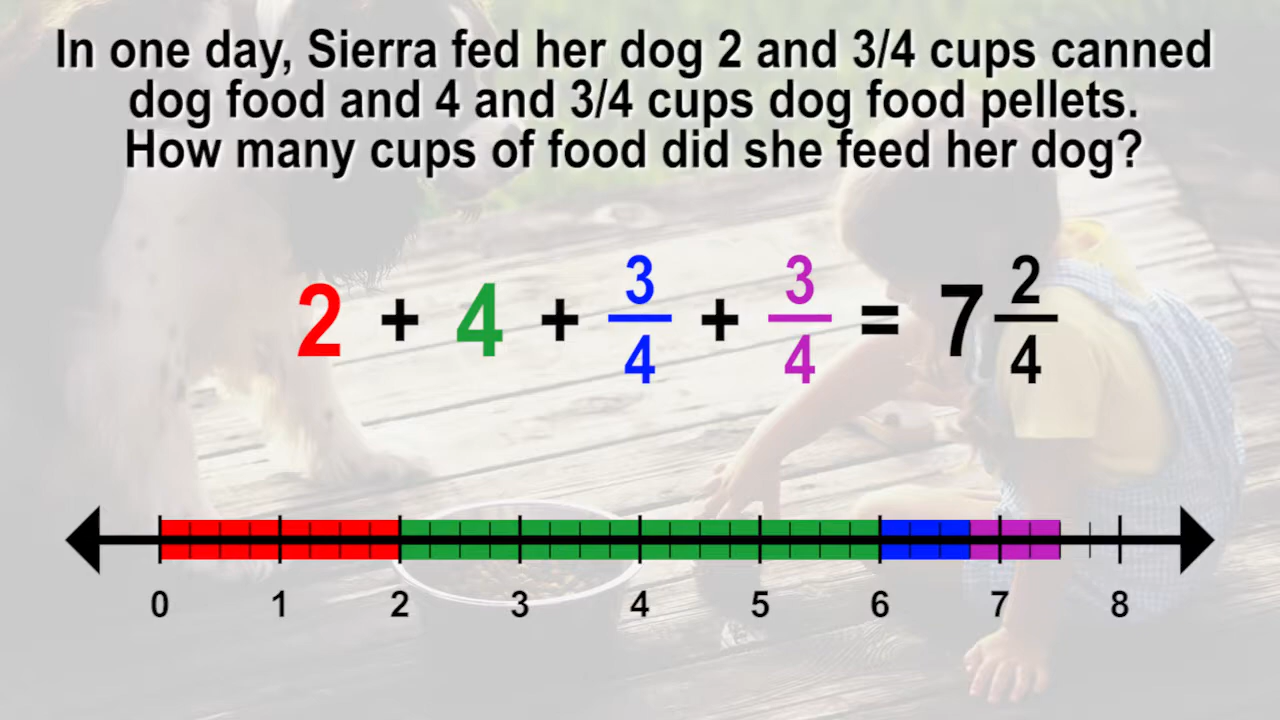 In one day, Sierra fed her dog 2 and 3/4 cups canned
dog food and 4 and 3/4 cups dog food pellets.
How many cups of food did she feed her dog?
2 + 4 + 3/4 + 3/4 = 7 2/4
0 1 2 3 4 5 6 7 8